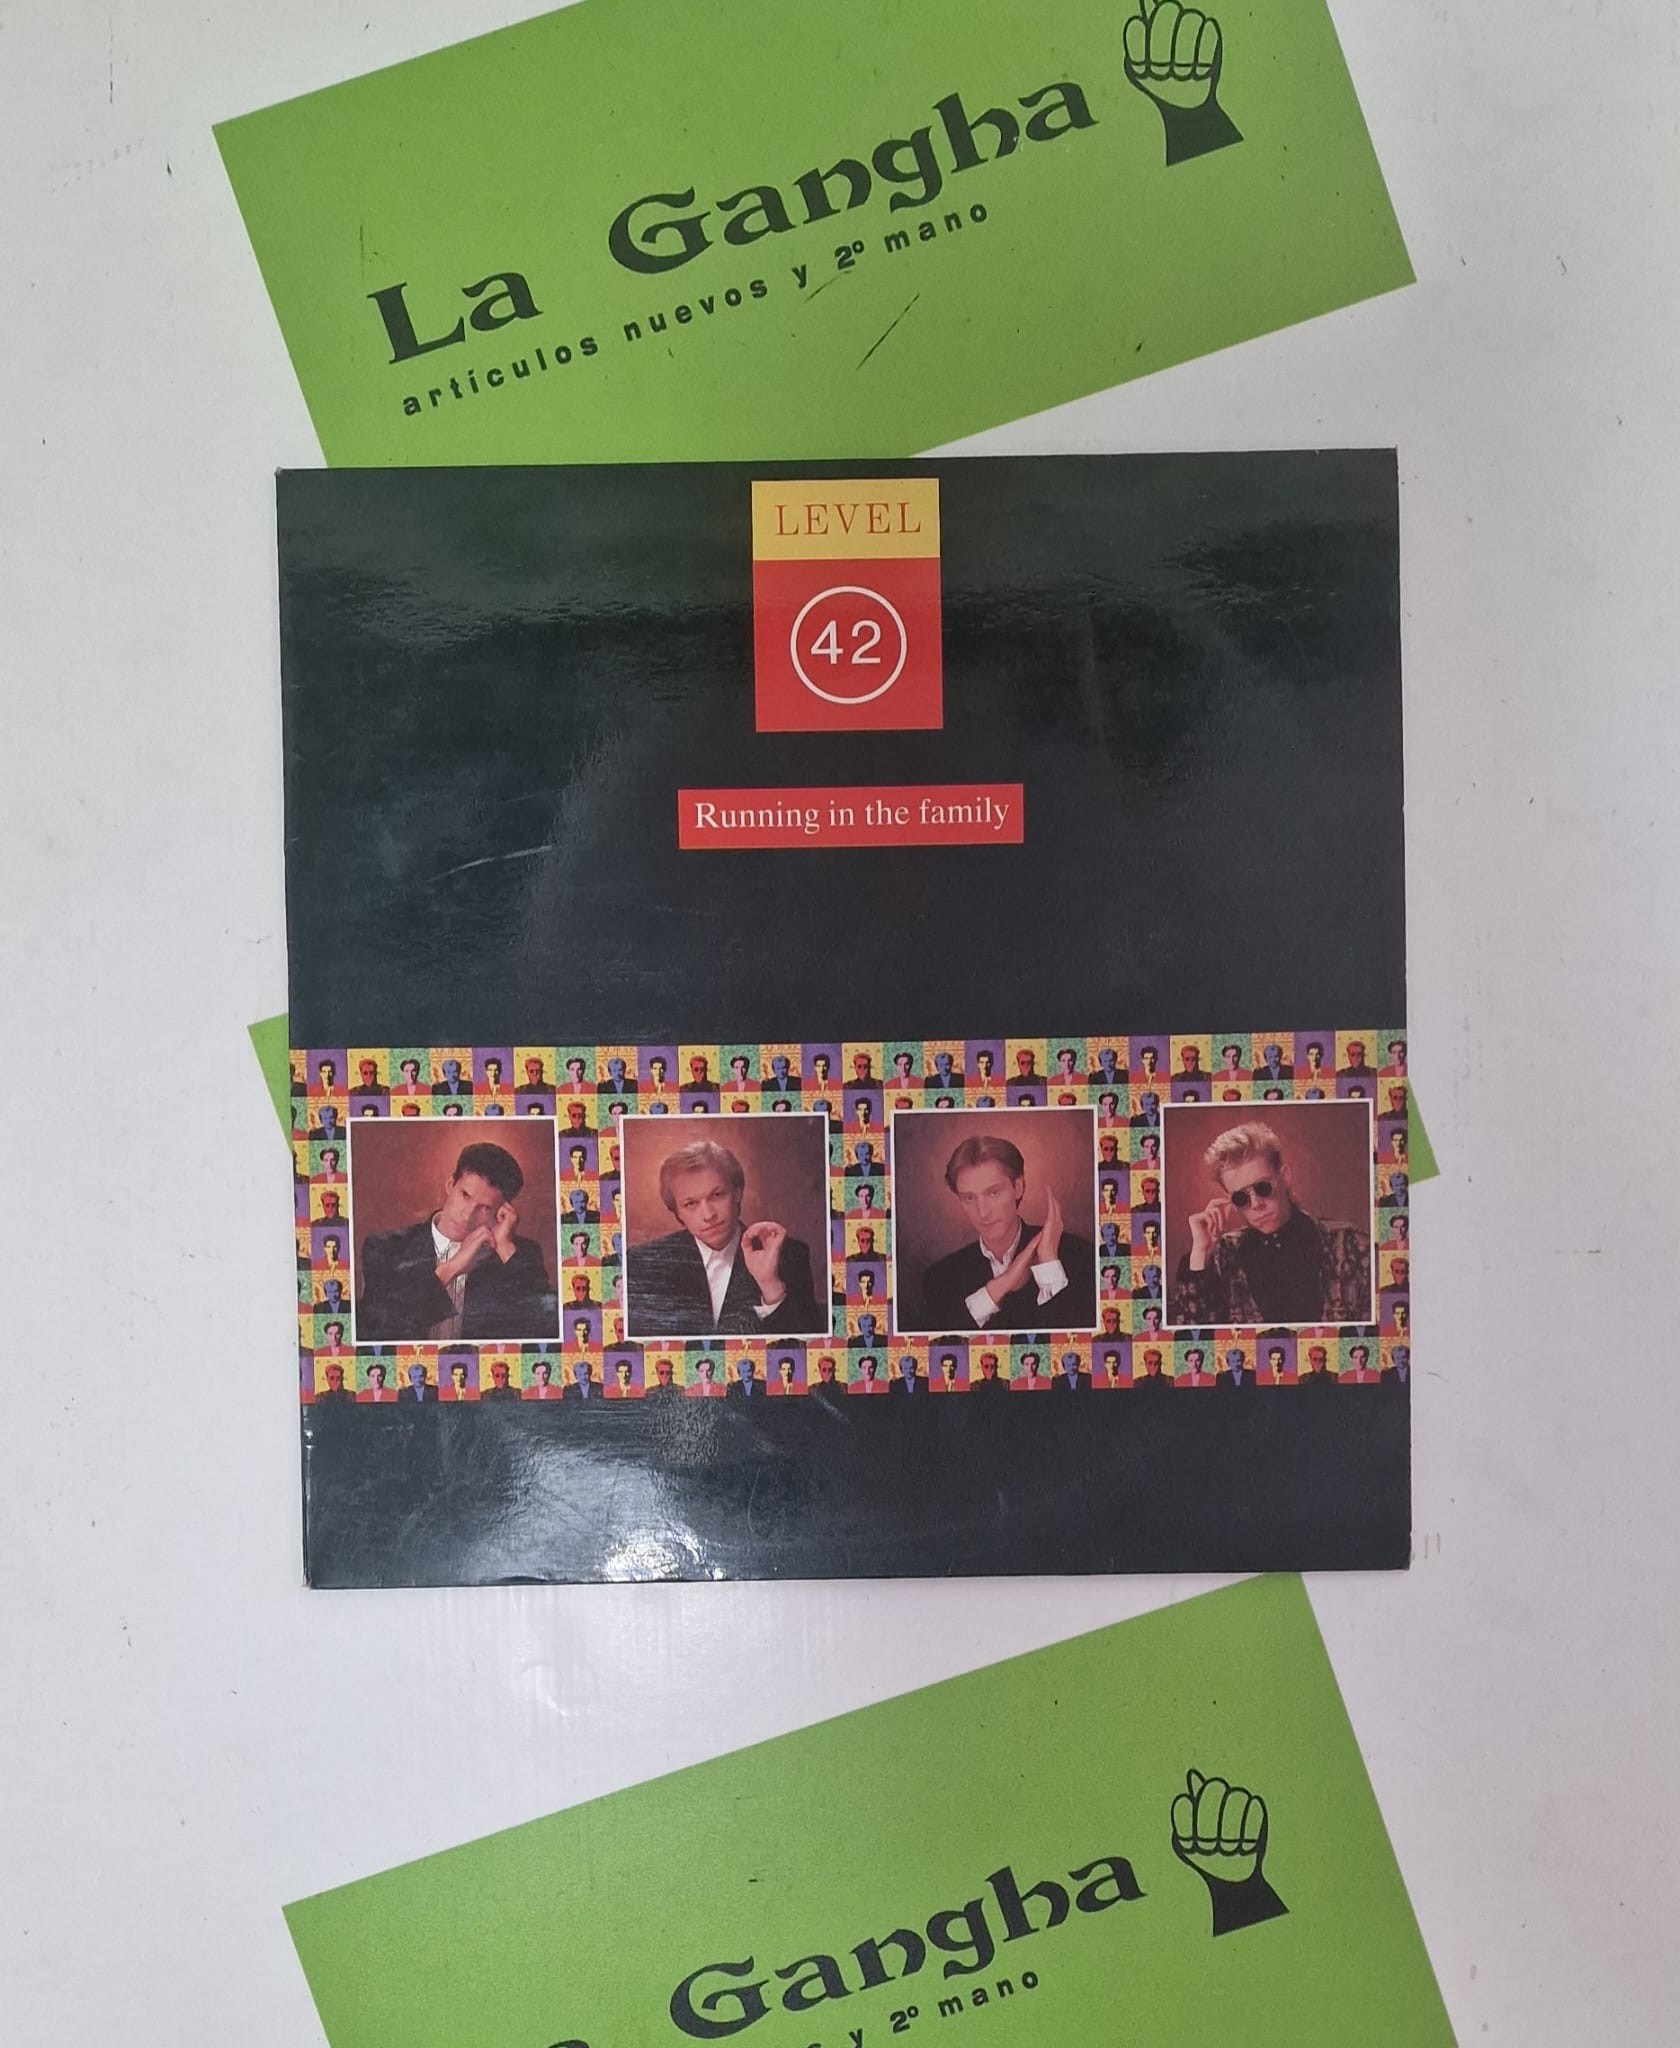 La Gangha
artículos nuevos y 2º mano
LEVEL
42
Running in the family
Gangha
y 2º mano